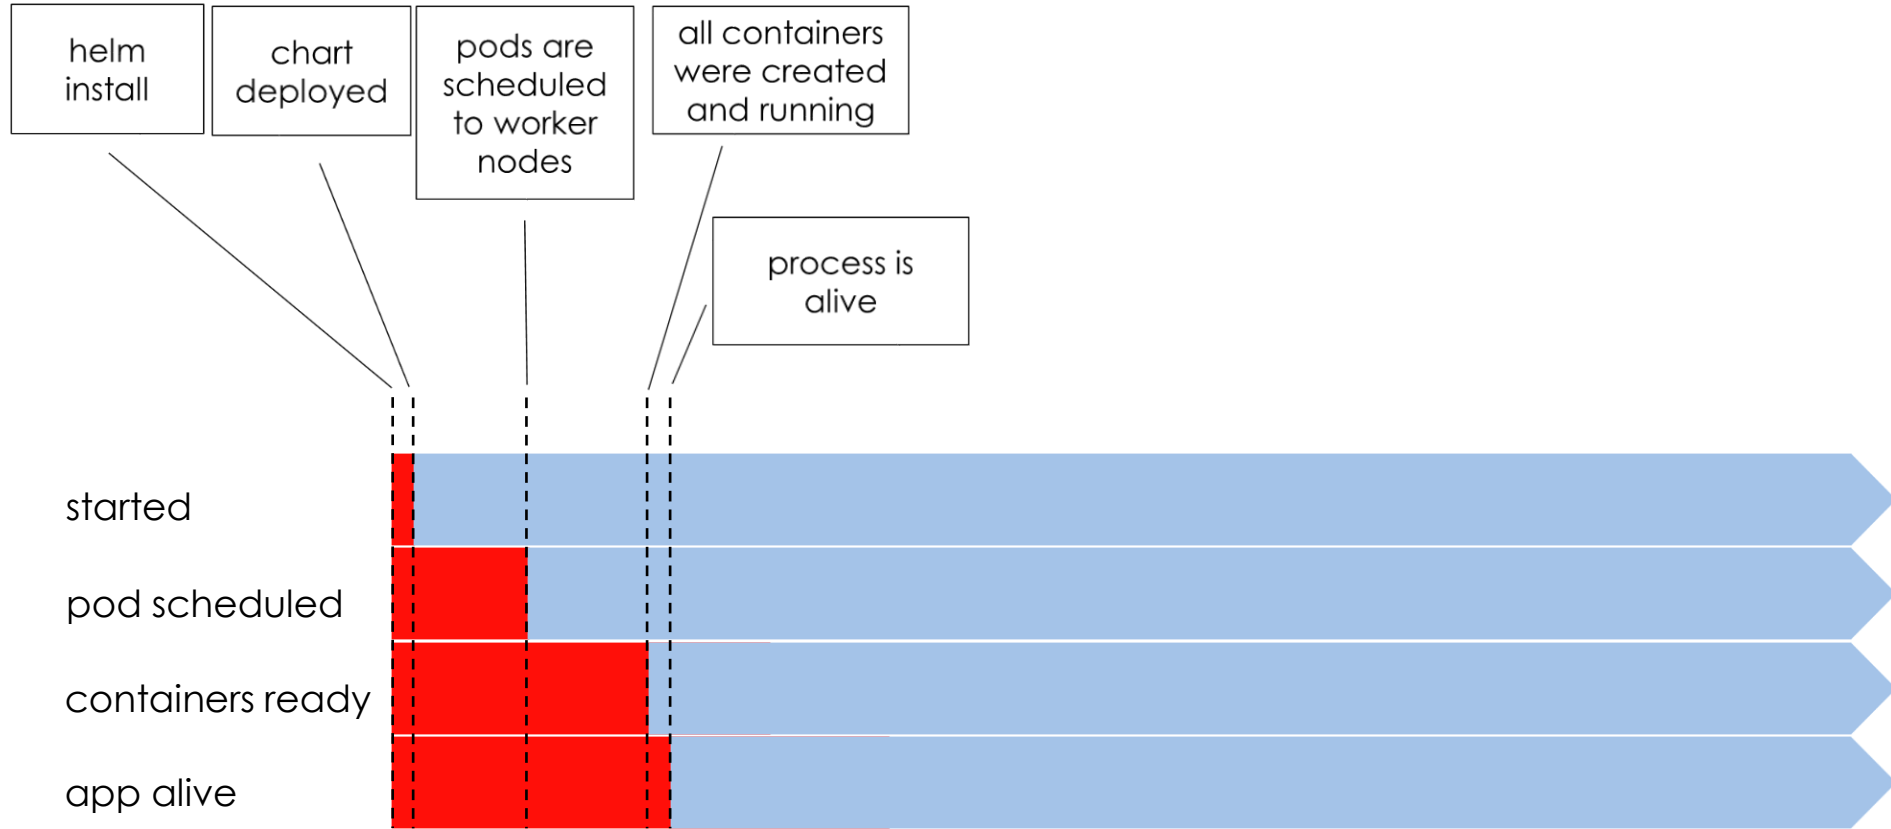 helm
install
chart
deployed
pods are
scheduled
to worker
nodes
all containers
were created
and running
process is
alive
started
pod scheduled
containers ready
app alive